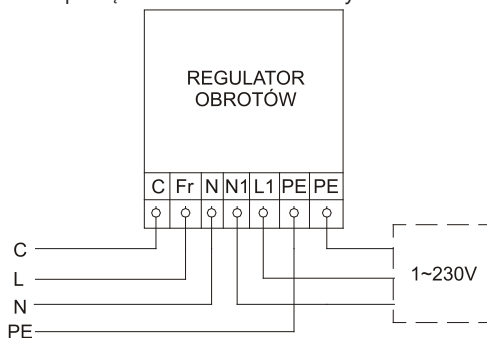 REGULATOR
OBROTÓW
C Fr N N1 L1 PE PE
C
L
N
PE
1~230V